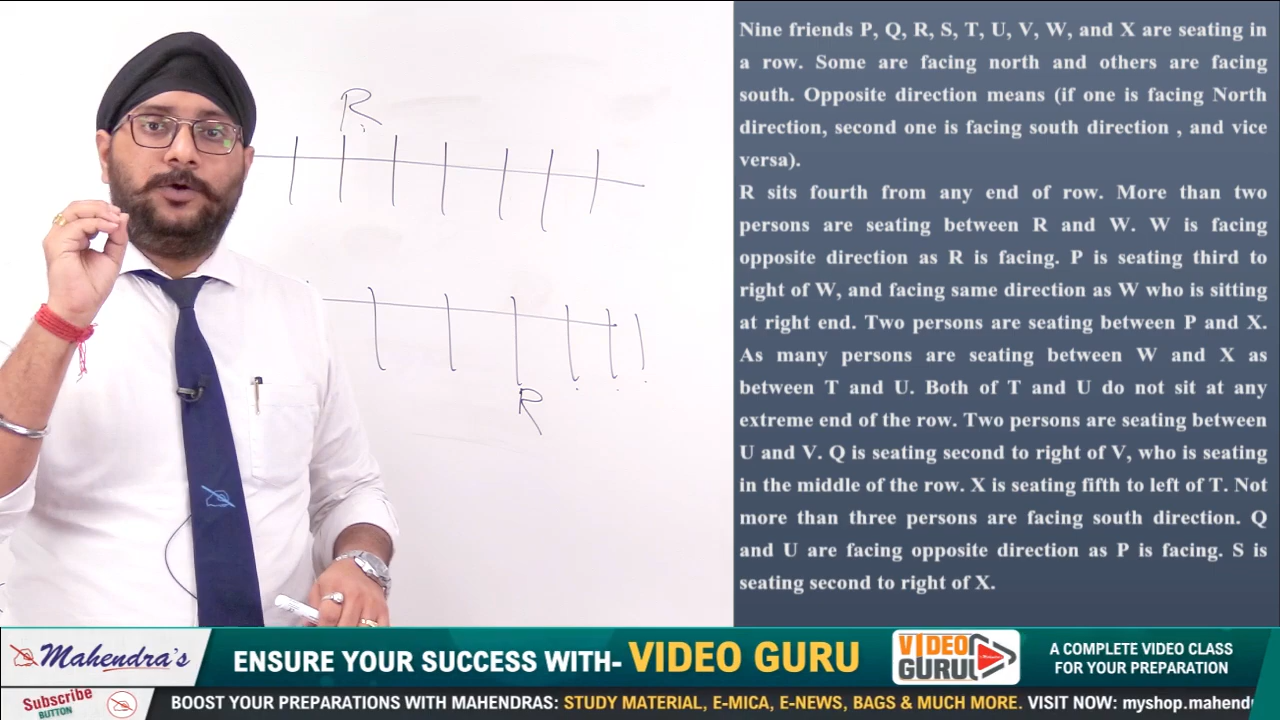 R
R
Nine friends P, Q, R, S, T, U, V, W, and X are seating in
a row. Some are facing north and others are facing
south. Opposite direction means (if one is facing North
direction, second one is facing south direction , and vice
versa).
R sits fourth from any end of row. More than two
persons are seating between R and W. W is facing
opposite direction as R is facing. P is seating third to
right of W, and facing same direction as W who is sitting
at right end. Two persons are seating between P and X.
As many persons are seating between W and X as
between T and U. Both of T and U do not sit at any
extreme end of the row. Two persons are seating between
U and V. Q is seating second to right of V, who is seating
in the middle of the row. X is seating fifth to left of T. Not
more than three persons are facing south direction. Q
and U are facing opposite direction as P is facing. S is
seating second to right of X.
Mahendra's
ENSURE YOUR SUCCESS WITH- VIDEO GURU
VIDEO
GURU
A COMPLETE VIDEO CLASS
FOR YOUR PREPARATION
Subscribe
BUTTON
BOOST YOUR PREPARATIONS WITH MAHENDRAS: STUDY MATERIAL, E-MICA, E-NEWS, BAGS & MUCH MORE. VISIT NOW: myshop.mahend